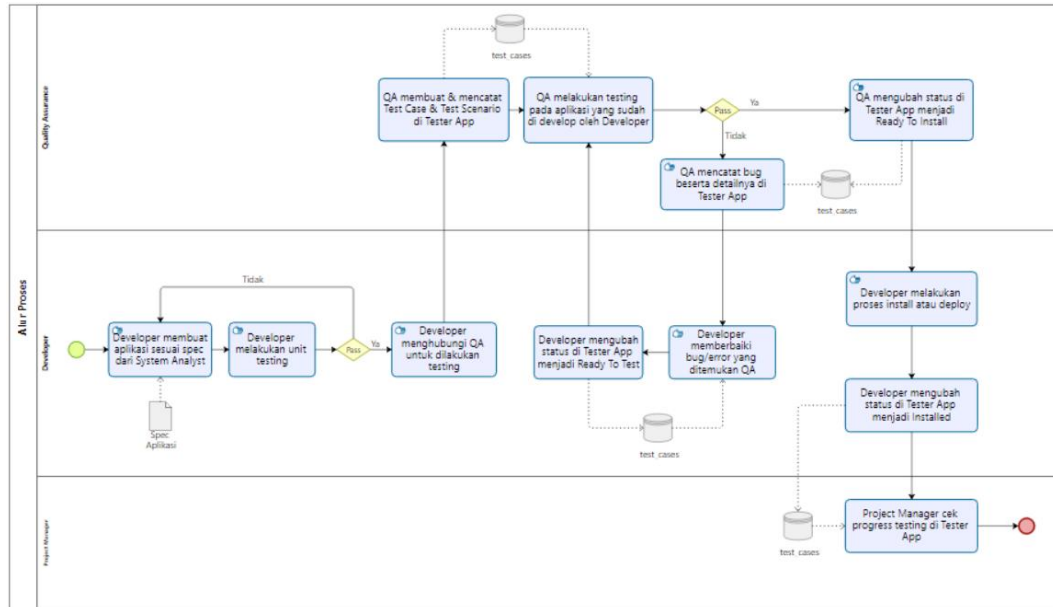 Alur Proses
Quality Assurance
test_cases
QA membuat & mencatat
Test Case & Test Scenario
di Tester App
QA melakukan testing
pada aplikasi yang sudah
di develop oleh Developer
Pass
Ya
Tidak
QA mengubah status di
Tester App menjadi
Ready To Install
QA mencatat bug
beserta detailnya di
Tester App
test_cases
Developer
Tidak
Developer membuat
aplikasi sesuai spec
dari System Analyst
Developer
melakukan unit
testing
Pass
Ya
Developer
menghubungi QA
untuk dilakukan
testing
Developer mengubah
status di Tester App
menjadi Ready To Test
Developer
memberbaiki
bug/error yang
ditemukan QA
Developer melakukan
proses install atau
deploy
Spec
Aplikasi
test_cases
Developer mengubah
status di Tester App
menjadi Installed
Project Manager
test_cases
Project Manager cek
progress testing di Tester
App